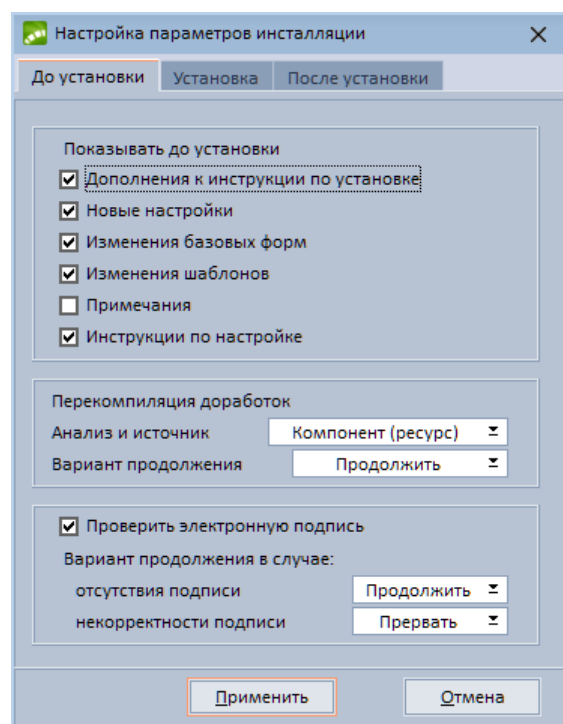 Настройка параметров инсталляции
До установки Установка После установки
Показывать до установки
Дополнения к инструкции по установке
Новые настройки
Изменения базовых форм
Изменения шаблонов
Примечания
Инструкции по настройке
Перекомпиляция доработок
Анализ и источник Компонент (ресурс)
Вариант продолжения Продолжить
Проверить электронную подпись
Вариант продолжения в случае:
отсутствия подписи Продолжить
некорректности подписи Прервать
Применить Отмена